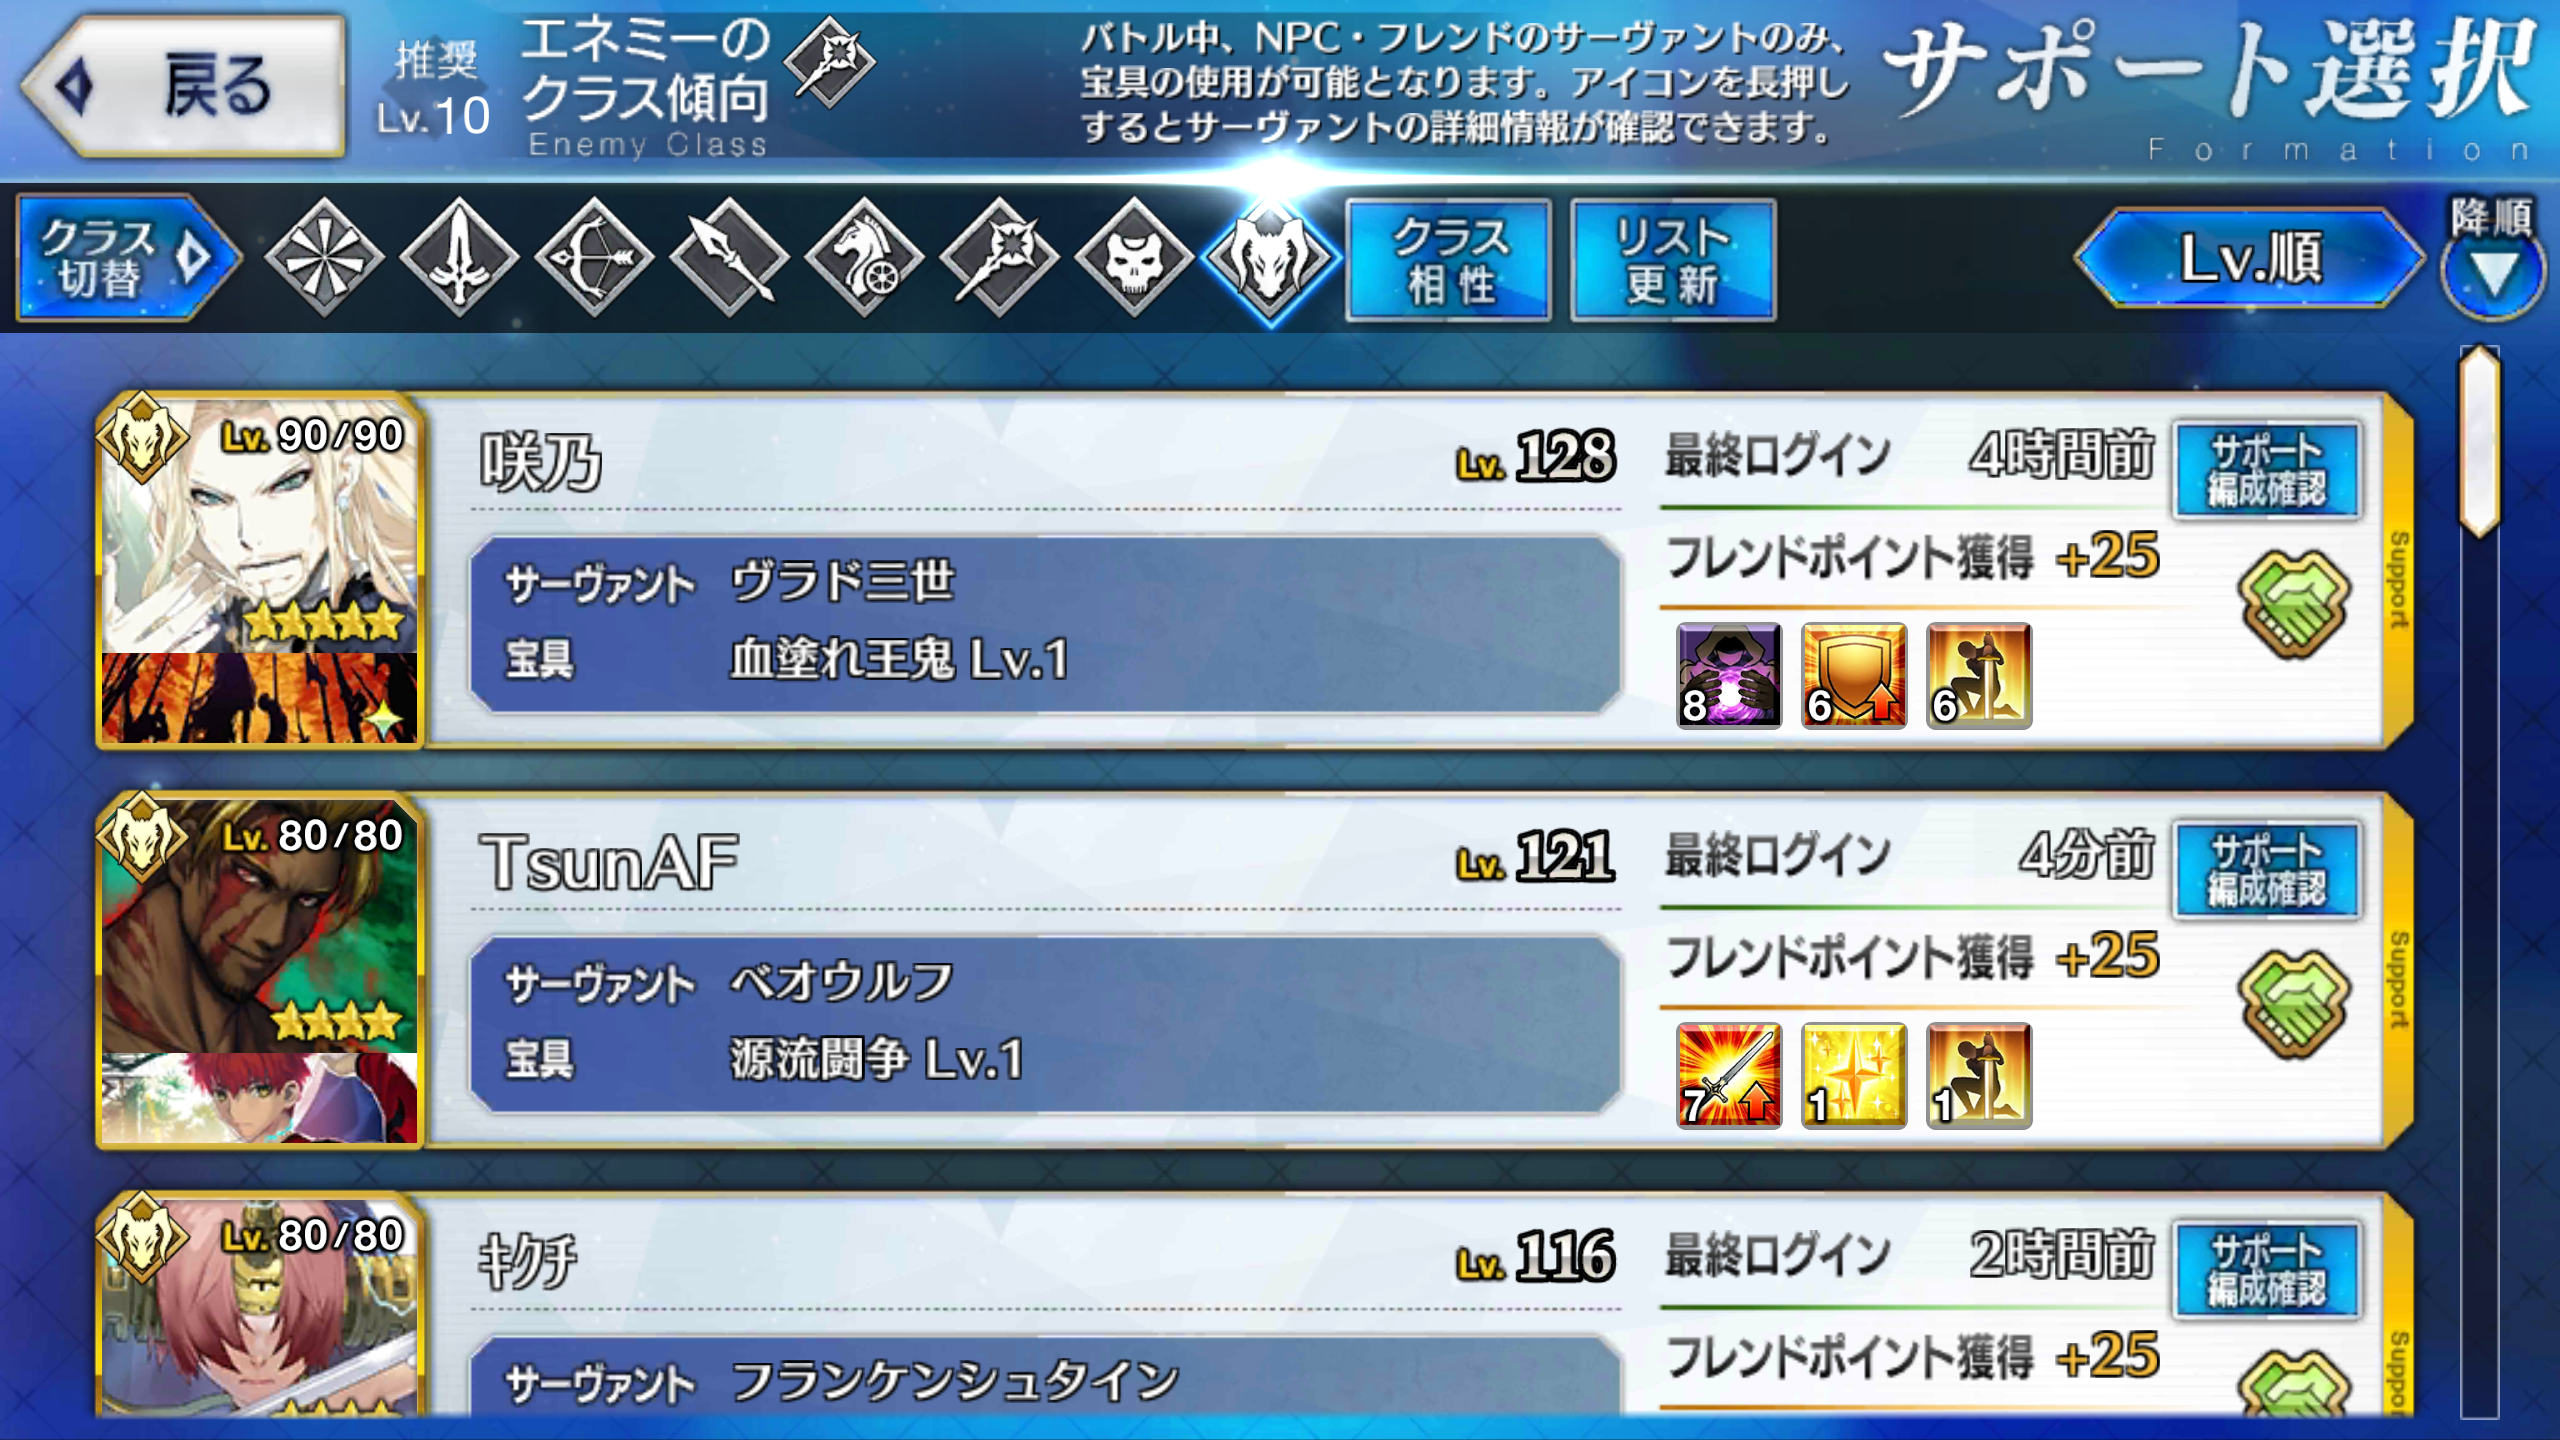 戻る
推奨
Lv.10
エネミーの
クラス傾向
Enemy Class
バトル中、NPC・フレンドのサーヴァントのみ、
宝具の使用が可能となります。アイコンを長押し
するとサーヴァントの詳細情報が確認できます。
サポート選択
Formation
クラス
切替
クラス
相性
リスト
更新
Lv.順
降順
Lv. 90/90
咲乃
Lv. 128
最終ログイン 4時間前
サポート
編成確認
サーヴァント ヴラド三世
宝具 血塗れ王鬼 Lv.1
フレンドポイント獲得 +25
8 6 6
Support
Lv. 80/80
TsunAF
Lv. 121
最終ログイン 4分前
サポート
編成確認
サーヴァント ベオウルフ
宝具 源流闘争 Lv.1
フレンドポイント獲得 +25
7 1 1
Support
Lv. 80/80
キクチ
Lv. 116
最終ログイン 2時間前
サポート
編成確認
サーヴァント フランケンシュタイン
フレンドポイント獲得 +25
Suppor